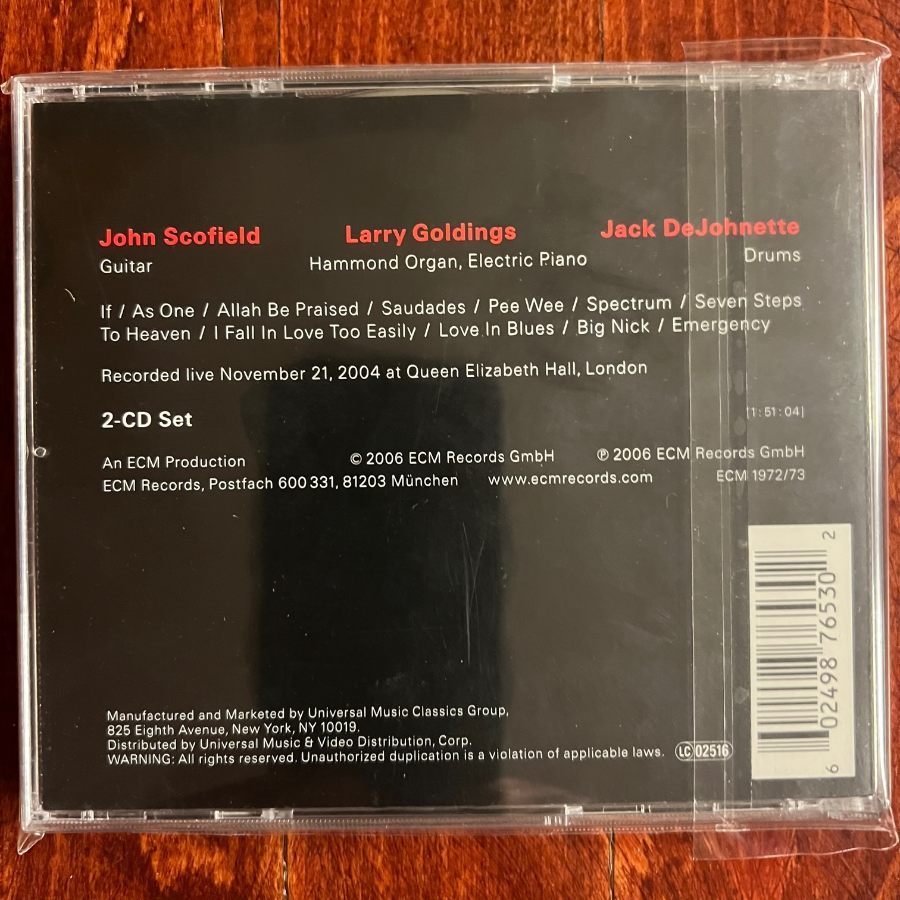 John Scofield Larry Goldings Jack DeJohnette
Guitar Hammond Organ, Electric Piano Drums
If / As One / Allah Be Praised / Saudades / Pee Wee / Spectrum / Seven Steps
To Heaven / I Fall In Love Too Easily / Love In Blues / Big Nick / Emergency
Recorded live November 21, 2004 at Queen Elizabeth Hall, London
2-CD Set [1:51:04]
An ECM Production © 2006 ECM Records GmbH ℗ 2006 ECM Records GmbH
ECM Records, Postfach 600 331, 81203 München www.ecmrecords.com ECM 1972/73
Manufactured and Marketed by Universal Music Classics Group,
825 Eighth Avenue, New York, NY 10019.
Distributed by Universal Music & Video Distribution, Corp.
WARNING: All rights reserved. Unauthorized duplication is a violation of applicable laws. LC 02516
6 02498 76530 2